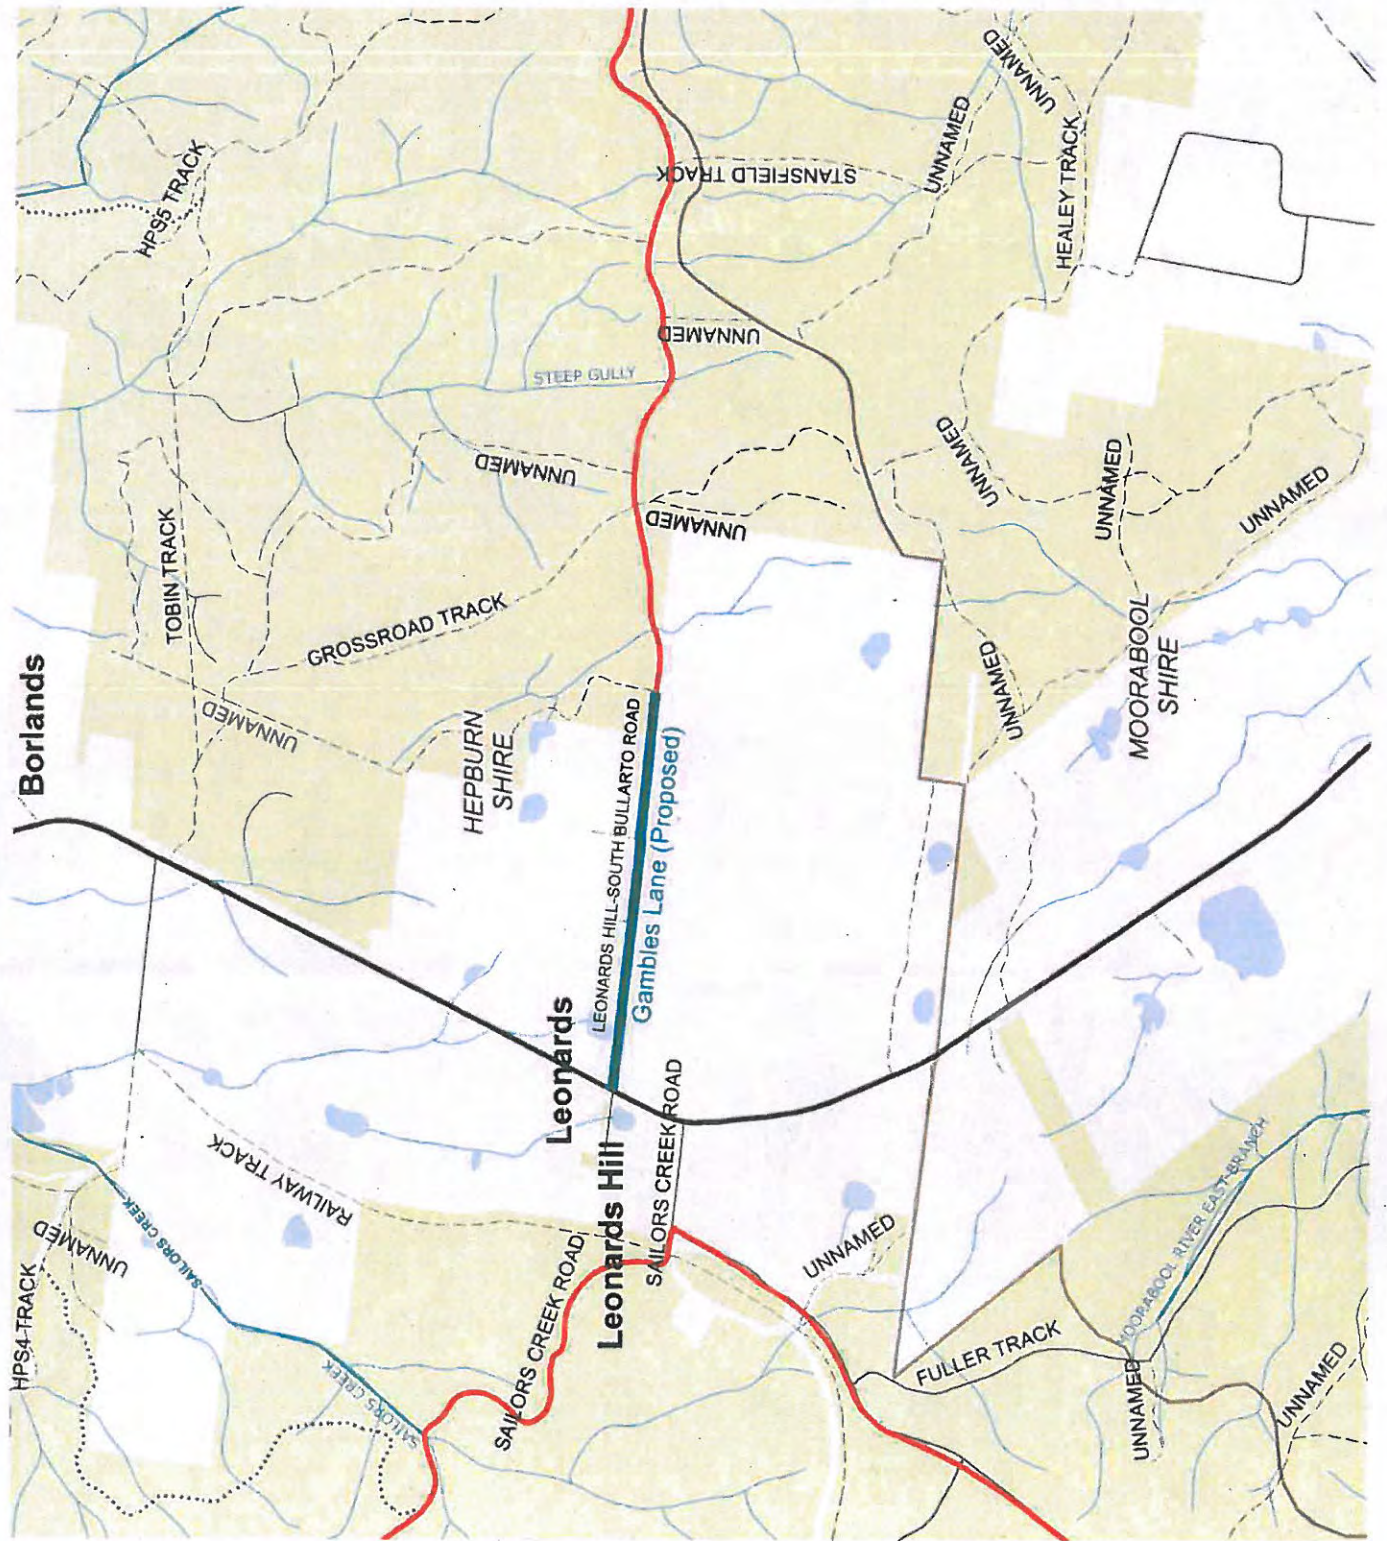 UNNAMED
UNNAMED
STANSFIELD TRACK
HEALEY TRACK
HPS5 TRACK
UNNAMED
STEEP GULLY
UNNAMED
UNNAMED
UNNAMED
UNNAMED
UNNAMED
UNNAMED
TOBIN TRACK
GROSSROAD TRACK
Borlands
UNNAMED
HEPBURN
SHIRE
UNNAMED
MOORABOOL
SHIRE
LEONARDS HILL-SOUTH BULLARTO ROAD
Gambles Lane (Proposed)
Leonards
Leonards Hill
SAILORS CREEK ROAD
RAILWAY TRACK
SAILORS CREEK
UNNAMED
HPS4-TRACK
SAILORS CREEK
SAILORS
SAILORS CREEK ROAD
UNNAMED
FULLER TRACK
MOORABOOL RIVER EAST-BRANCH
UNNAMED
UNNAMED